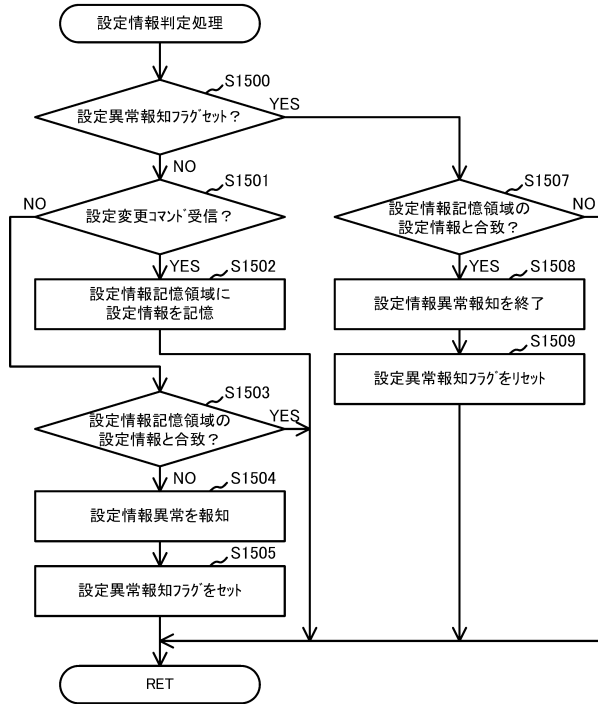 設定情報判定処理
S1500
設定異常報知ﾌﾗｸﾞｾｯﾄ？
YES
NO
S1501
NO
設定変更ｺﾏﾝﾄﾞ受信？
YES
S1502
設定情報記憶領域に
設定情報を記憶
S1503
設定情報記憶領域の
設定情報と合致？
YES
NO
S1504
設定情報異常を報知
S1505
設定異常報知ﾌﾗｸﾞをｾｯﾄ
S1507
設定情報記憶領域の
設定情報と合致？
NO
YES
S1508
設定情報異常報知を終了
S1509
設定異常報知ﾌﾗｸﾞをﾘｾｯﾄ
RET